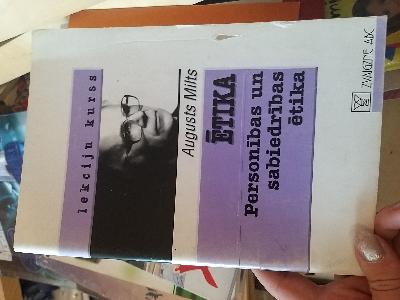 lekciju kurss
Augusts Milts
ĒTIKA
Personības un
sabiedrības
ētika
ZVAIGZNE ABC